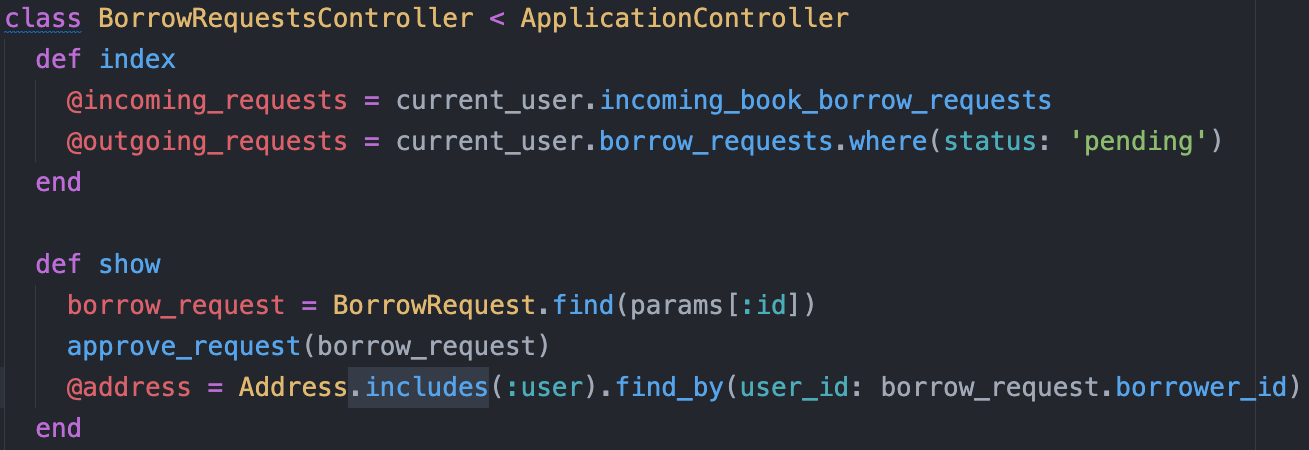 class BorrowRequestsController < ApplicationController
  def index
    @incoming_requests = current_user.incoming_book_borrow_requests
    @outgoing_requests = current_user.borrow_requests.where(status: 'pending')
  end

  def show
    borrow_request = BorrowRequest.find(params[:id])
    approve_request(borrow_request)
    @address = Address.includes(:user).find_by(user_id: borrow_request.borrower_id)
  end